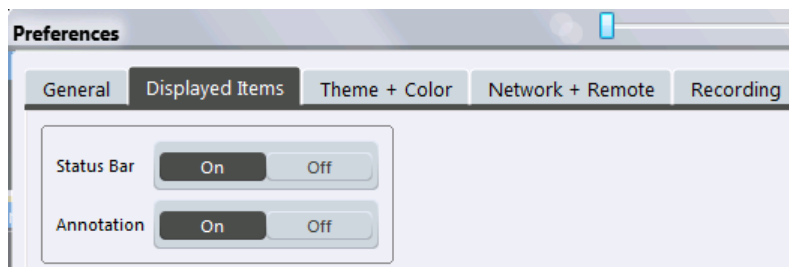 Preferences
General Displayed Items Theme + Color Network + Remote Recording
Status Bar On Off
Annotation On Off